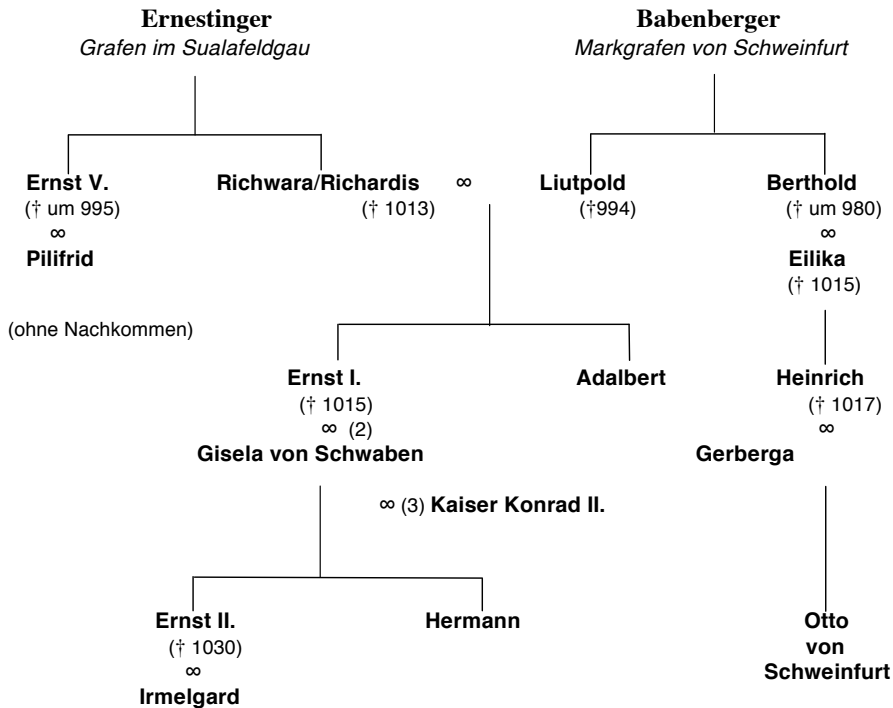 Ernestinger
Grafen im Sualafeldgau
Babenberger
Markgrafen von Schweinfurt
Ernst V.
(† um 995)
∞
Pilifrid
Richwara/Richardis ∞
(† 1013)
Liutpold
(†994)
Berthold
(† um 980)
∞
Eilika
(† 1015)
(ohne Nachkommen)
Ernst I.
(† 1015)
∞ (2)
Gisela von Schwaben
Adalbert
Heinrich
(† 1017)
∞
Gerberga
∞ (3) Kaiser Konrad II.
Ernst II.
(† 1030)
∞
Irmelgard
Hermann
Otto
von
Schweinfurt